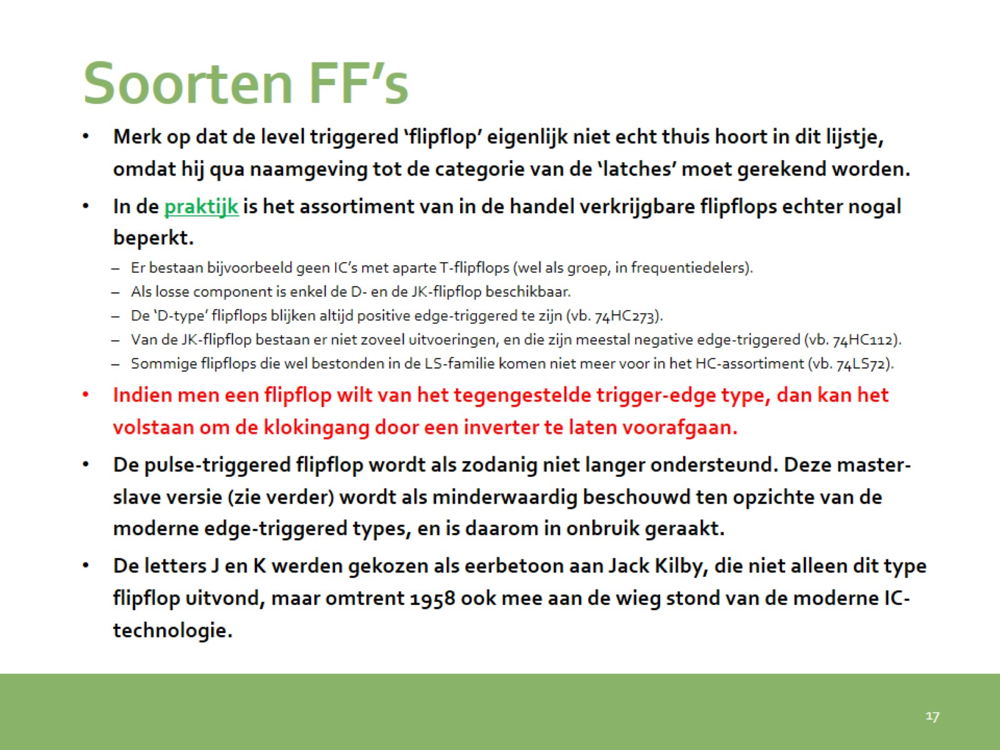 Soorten FF’s
• Merk op dat de level triggered ‘flipflop’ eigenlijk niet echt thuis hoort in dit lijstje,
omdat hij qua naamgeving tot de categorie van de ‘latches’ moet gerekend worden.
• In de praktijk is het assortiment van in de handel verkrijgbare flipflops echter nogal
beperkt.
– Er bestaan bijvoorbeeld geen IC’s met aparte T-flipflops (wel als groep, in frequentiedelers).
– Als losse component is enkel de D- en de JK-flipflop beschikbaar.
– De ‘D-type’ flipflops blijken altijd positive edge-triggered te zijn (vb. 74HC273).
– Van de JK-flipflop bestaan er niet zoveel uitvoeringen, en die zijn meestal negative edge-triggered (vb. 74HC112).
– Sommige flipflops die wel bestonden in de LS-familie komen niet meer voor in het HC-assortiment (vb. 74LS72).
• Indien men een flipflop wilt van het tegengestelde trigger-edge type, dan kan het
volstaan om de klokingang door een inverter te laten voorafgaan.
• De pulse-triggered flipflop wordt als zodanig niet langer ondersteund. Deze master-
slave versie (zie verder) wordt als minderwaardig beschouwd ten opzichte van de
moderne edge-triggered types, en is daarom in onbruik geraakt.
• De letters J en K werden gekozen als eerbetoon aan Jack Kilby, die niet alleen dit type
flipflop uitvond, maar omtrent 1958 ook mee aan de wieg stond van de moderne IC-
technologie.
17